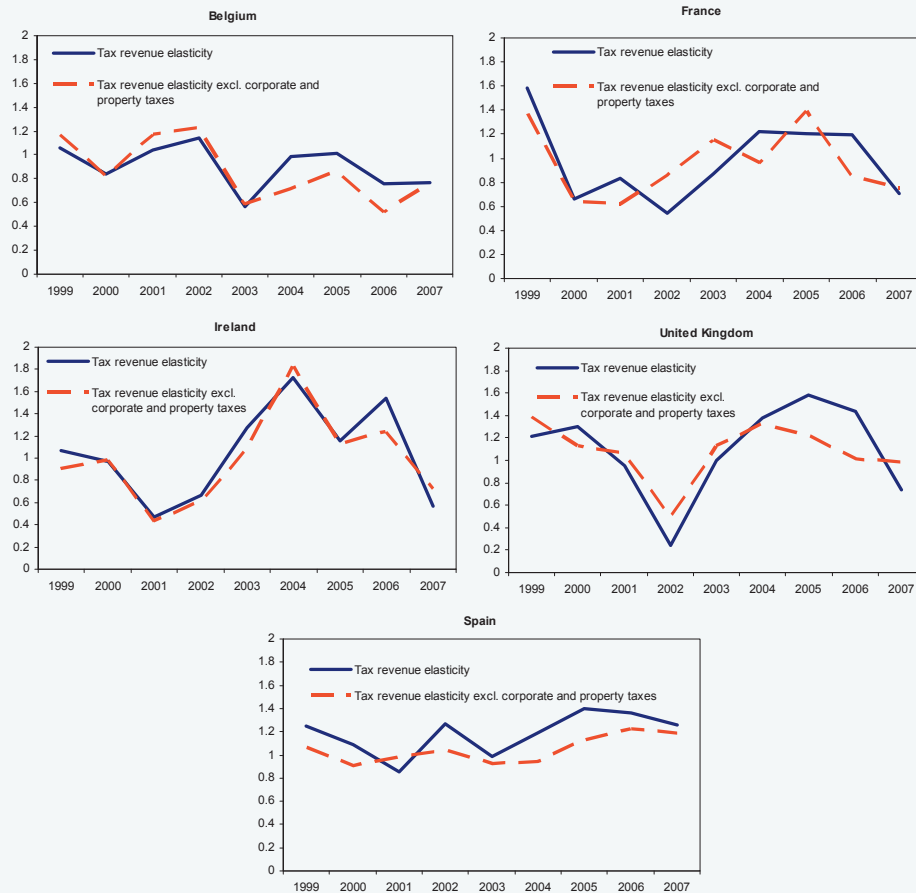 Belgium
2
1.8
1.6
1.4
1.2
1
0.8
0.6
0.4
0.2
0
Tax revenue elasticity
Tax revenue elasticity excl. corporate and
property taxes
1999 2000 2001 2002 2003 2004 2005 2006 2007
France
2
1.8
1.6
1.4
1.2
1
0.8
0.6
0.4
0.2
0
Tax revenue elasticity
Tax revenue elasticity excl. corporate and
property taxes
1999 2000 2001 2002 2003 2004 2005 2006 2007
Ireland
2
1.8
1.6
1.4
1.2
1
0.8
0.6
0.4
0.2
0
Tax revenue elasticity
Tax revenue elasticity excl.
corporate and property taxes
1999 2000 2001 2002 2003 2004 2005 2006 2007
United Kingdom
2
1.8
1.6
1.4
1.2
1
0.8
0.6
0.4
0.2
0
Tax revenue elasticity
Tax revenue elasticity excl.
corporate and property taxes
1999 2000 2001 2002 2003 2004 2005 2006 2007
Spain
2
1.8
1.6
1.4
1.2
1
0.8
0.6
0.4
0.2
0
Tax revenue elasticity
Tax revenue elasticity excl. corporate and property taxes
1999 2000 2001 2002 2003 2004 2005 2006 2007